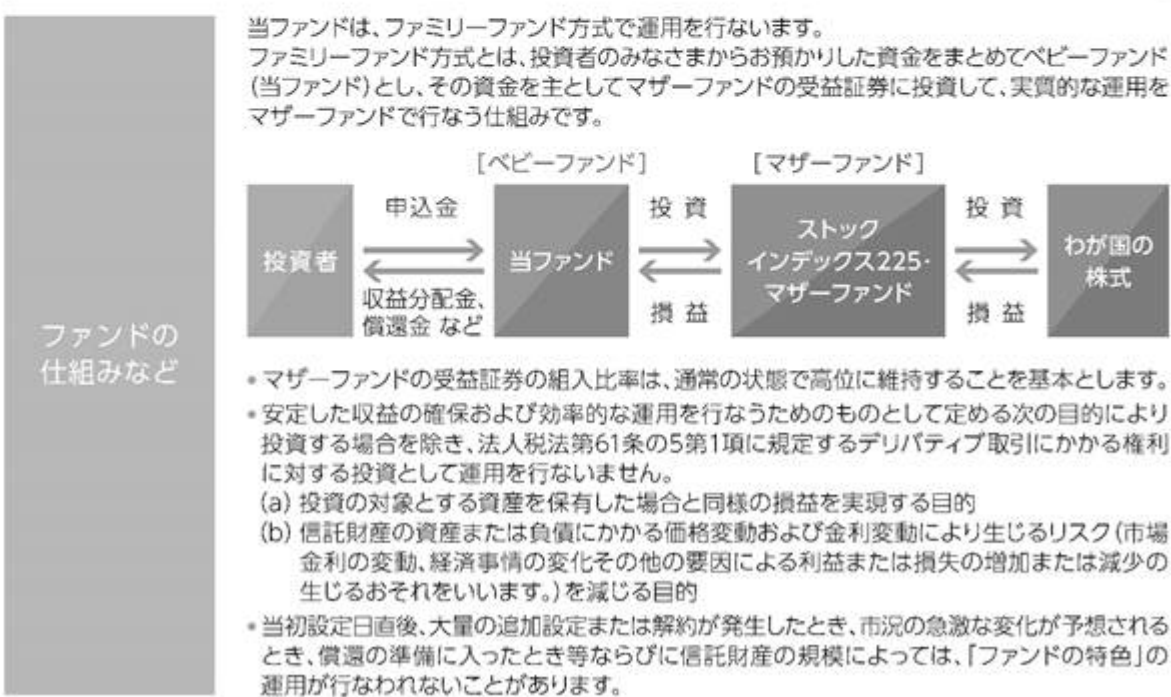 当ファンドは、ファミリーファンド方式で運用を行ないます。
ファミリーファンド方式とは、投資者のみなさまからお預かりした資金をまとめてベビーファンド
(当ファンド)とし、その資金を主としてマザーファンドの受益証券に投資して、実質的な運用を
マザーファンドで行なう仕組みです。
[ベビーファンド]
[マザーファンド]
投資者
申込金
収益分配金、
償還金 など
当ファンド
投 資
損 益
ストック
インデックス225・
マザーファンド
投 資
損 益
わが国の
株式
ファンドの
仕組みなど
• マザーファンドの受益証券の組入比率は、通常の状態で高位に維持することを基本とします。
• 安定した収益の確保および効率的な運用を行なうためのものとして定める次の目的により
投資する場合を除き、法人税法第61条の5第1項に規定するデリバティブ取引にかかる権利
に対する投資として運用を行ないません。
(a) 投資の対象とする資産を保有した場合と同様の損益を実現する目的
(b) 信託財産の資産または負債にかかる価格変動および金利変動により生じるリスク(市場
金利の変動、経済事情の変化その他の要因による利益または損失の増加または減少の
生じるおそれをいいます。)を減じる目的
• 当初設定日直後、大量の追加設定または解約が発生したとき、市況の急激な変化が予想される
とき、償還の準備に入ったとき等ならびに信託財産の規模によっては、「ファンドの特色」の
運用が行なわれないことがあります。